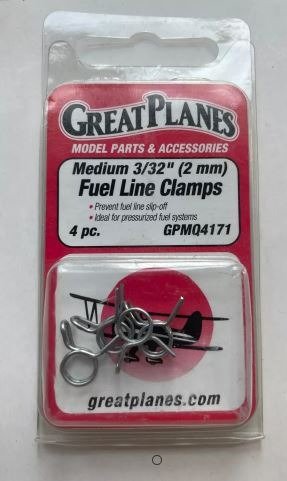 GREATPLANES
MODEL PARTS & ACCESSORIES
Medium 3/32" (2 mm)
Fuel Line Clamps
• Prevent fuel line slip-off
• Ideal for pressurized fuel systems
4 pc. GPMQ4171
greatplanes.com